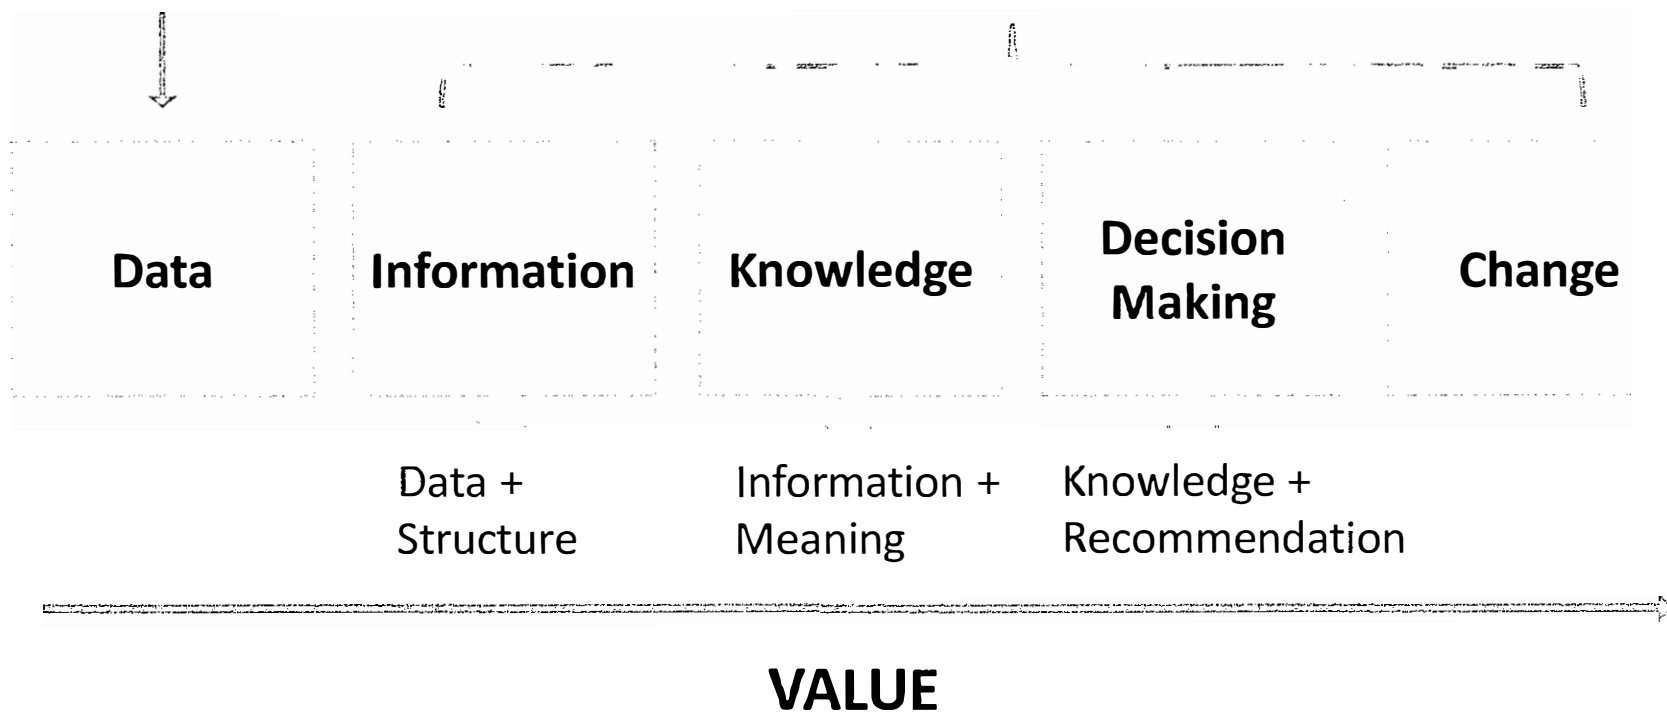 Data
Information
Knowledge
Decision
Making
Change
Data +
Structure
Information +
Meaning
Knowledge +
Recommendation
VALUE